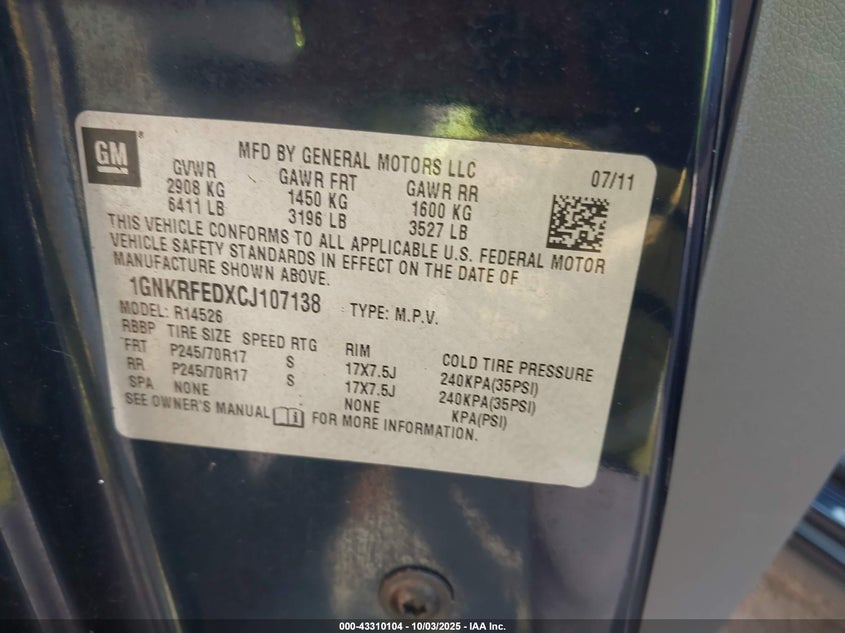 GM
MFD BY GENERAL MOTORS LLC
07/11
GVWR GAWR FRT GAWR RR
2908 KG 1450 KG 1600 KG
6411 LB 3196 LB 3527 LB
THIS VEHICLE CONFORMS TO ALL APPLICABLE U.S. FEDERAL MOTOR
VEHICLE SAFETY STANDARDS IN EFFECT ON THE DATE OF
MANUFACTURE SHOWN ABOVE.
1GNKRFEDXCJ107138 TYPE: M.P.V.
MODEL: R14526
RBBP TIRE SIZE SPEED RTG RIM COLD TIRE PRESSURE
FRT P245/70R17 S 17X7.5J 240KPA(35PSI)
RR P245/70R17 S 17X7.5J 240KPA(35PSI)
SPA NONE NONE KPA(PSI)
SEE OWNER'S MANUAL FOR MORE INFORMATION.
000-43310104 - 10/03/2025 - IAA Inc.